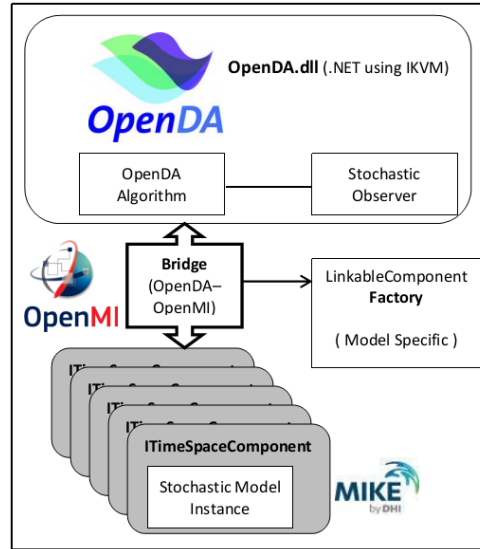 OpenDA.dll (.NET using IKVM)
OpenDA
OpenDA
Algorithm
Stochastic
Observer
Bridge
(OpenDA–
OpenMI)
OpenMI
LinkableComponent
Factory
( Model Specific )
ITimeSpaceComponent
Stochastic Model
Instance
MIKE
by DHI